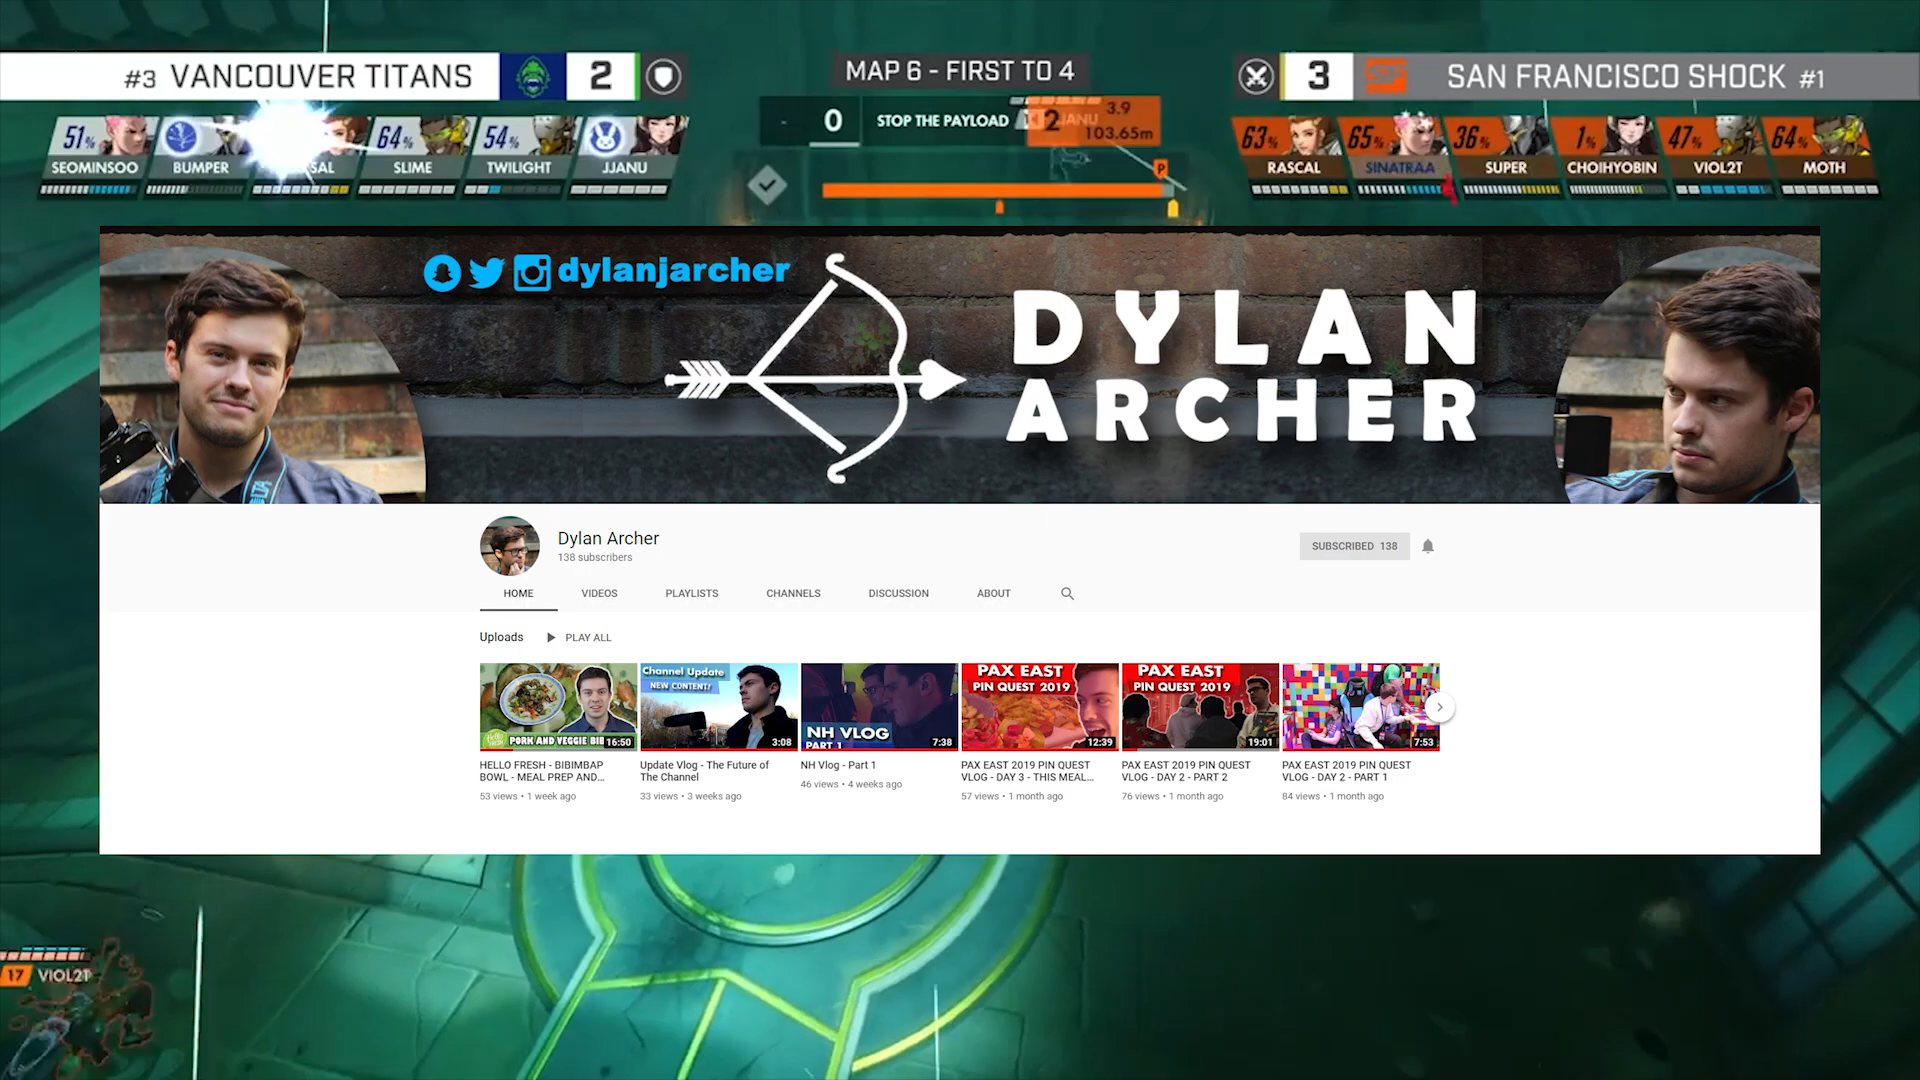 #3 VANCOUVER TITANS 2
MAP 6 - FIRST TO 4
3 SAN FRANCISCO SHOCK #1
- 0 STOP THE PAYLOAD 2 JJANU 3.9
103.65m
P
51% 64% 54%
SEOMINSOO BUMPER SAL SLIME TWILIGHT JJANU
63% 65% 36% 1% 47% 64%
RASCAL SINATRAA SUPER CHOIHYOBIN VIOL2T MOTH
dylanjarcher
DYLAN
ARCHER
Dylan Archer
138 subscribers
SUBSCRIBED 138
HOME VIDEOS PLAYLISTS CHANNELS DISCUSSION ABOUT
Uploads PLAY ALL
HELLO FRESH
PORK AND VEGGIE BIB 16:50
Channel Update
NEW CONTENT?
3:08
NH VLOG
PART 1
7:38
PAX EAST
PIN QUEST 2019
12:39
PAX EAST
PIN QUEST 2019
19:01
7:53
HELLO FRESH - BIBIMBAP
BOWL - MEAL PREP AND...
53 views • 1 week ago
Update Vlog - The Future of
The Channel
33 views • 3 weeks ago
NH Vlog - Part 1
46 views • 4 weeks ago
PAX EAST 2019 PIN QUEST
VLOG - DAY 3 - THIS MEAL...
57 views • 1 month ago
PAX EAST 2019 PIN QUEST
VLOG - DAY 2 - PART 2
76 views • 1 month ago
PAX EAST 2019 PIN QUEST
VLOG - DAY 2 - PART 1
84 views • 1 month ago
17 VIOL2T